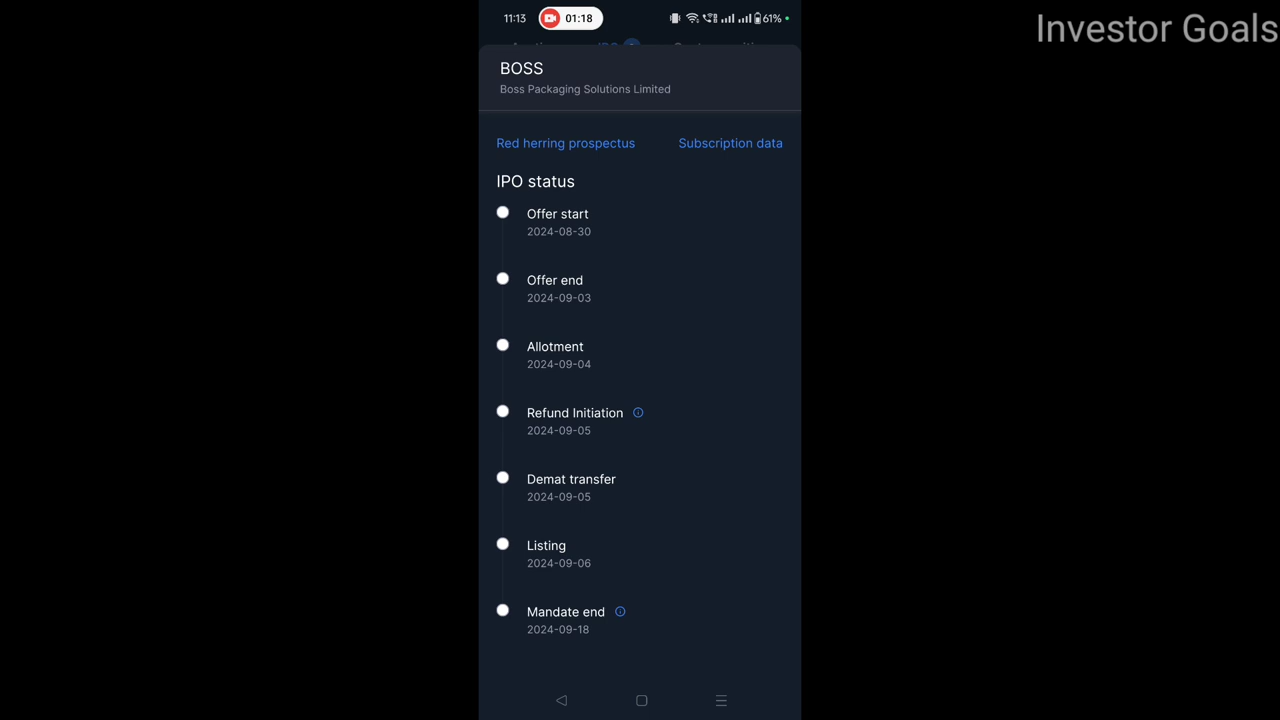 Investor Goals
11:13 01:18 61%
BOSS
Boss Packaging Solutions Limited
Red herring prospectus Subscription data
IPO status
Offer start
2024-08-30
Offer end
2024-09-03
Allotment
2024-09-04
Refund Initiation
2024-09-05
Demat transfer
2024-09-05
Listing
2024-09-06
Mandate end
2024-09-18